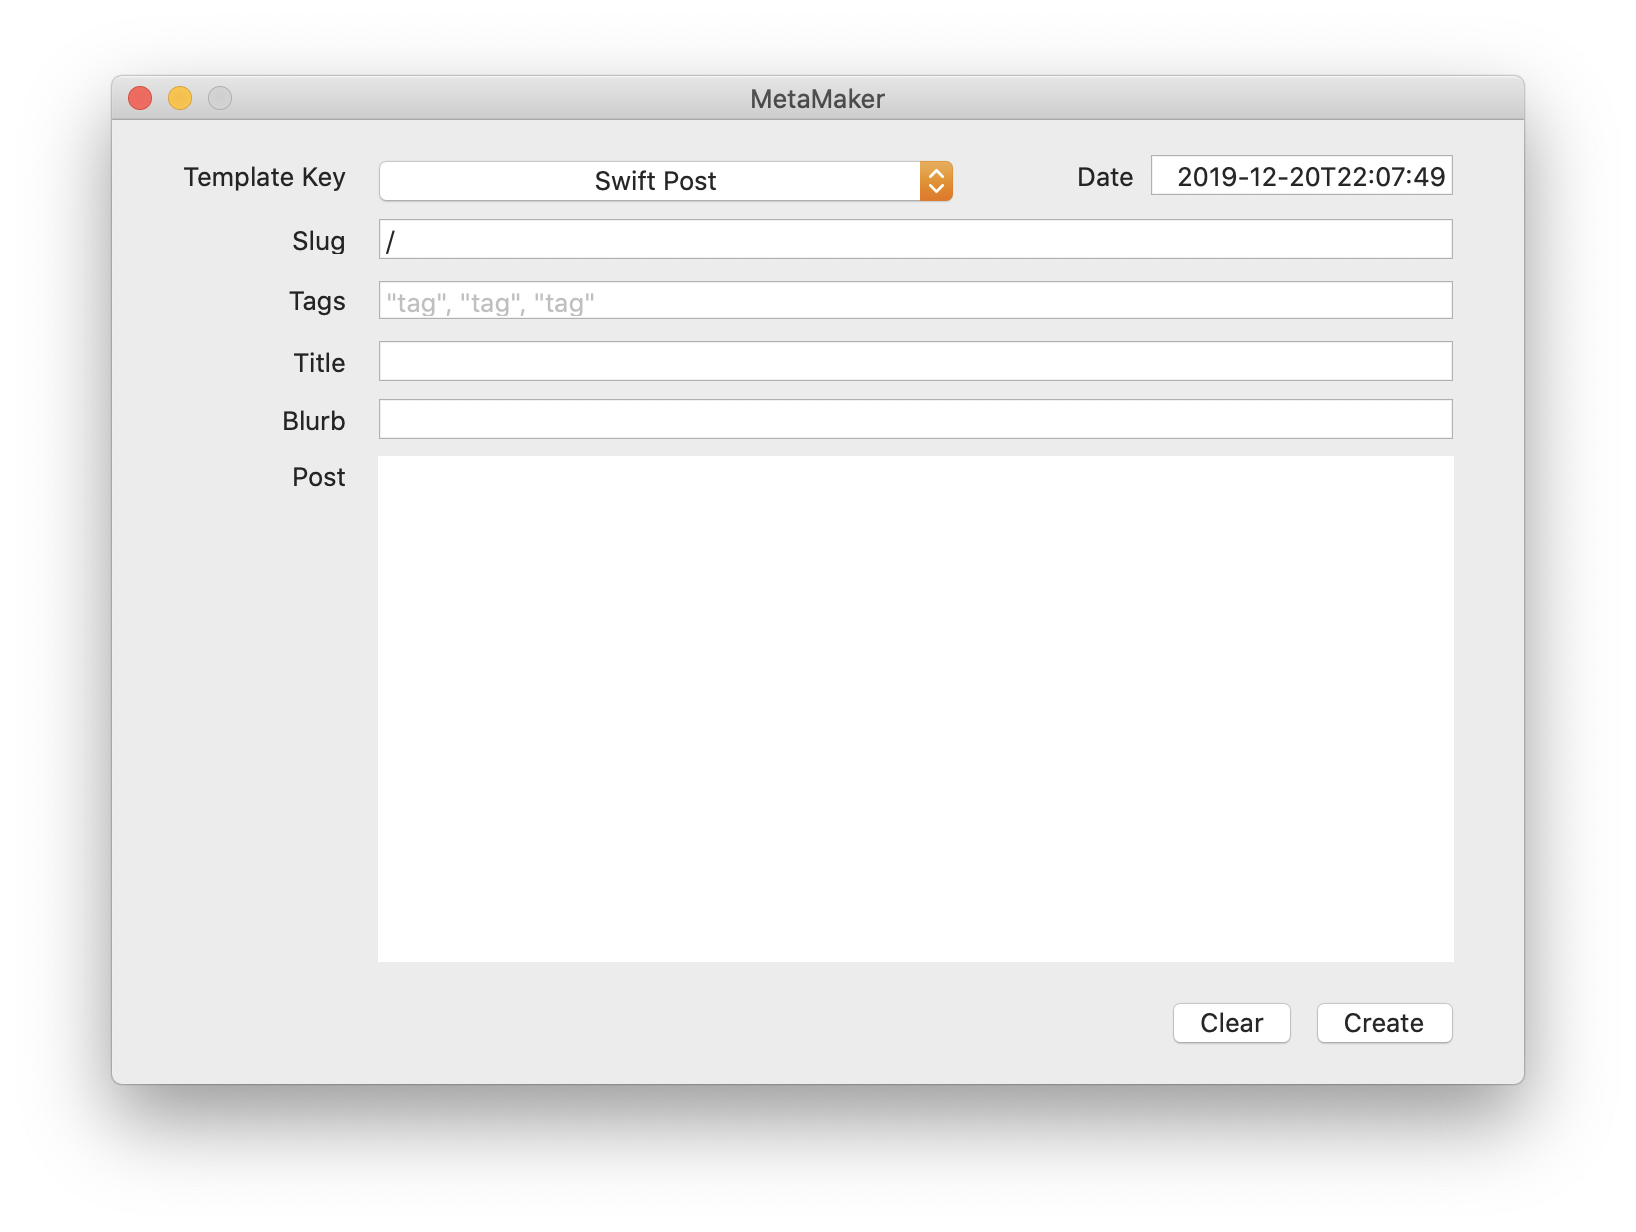 MetaMaker
Template Key Swift Post Date 2019-12-20T22:07:49
Slug /
Tags "tag", "tag", "tag"
Title
Blurb
Post
Clear Create